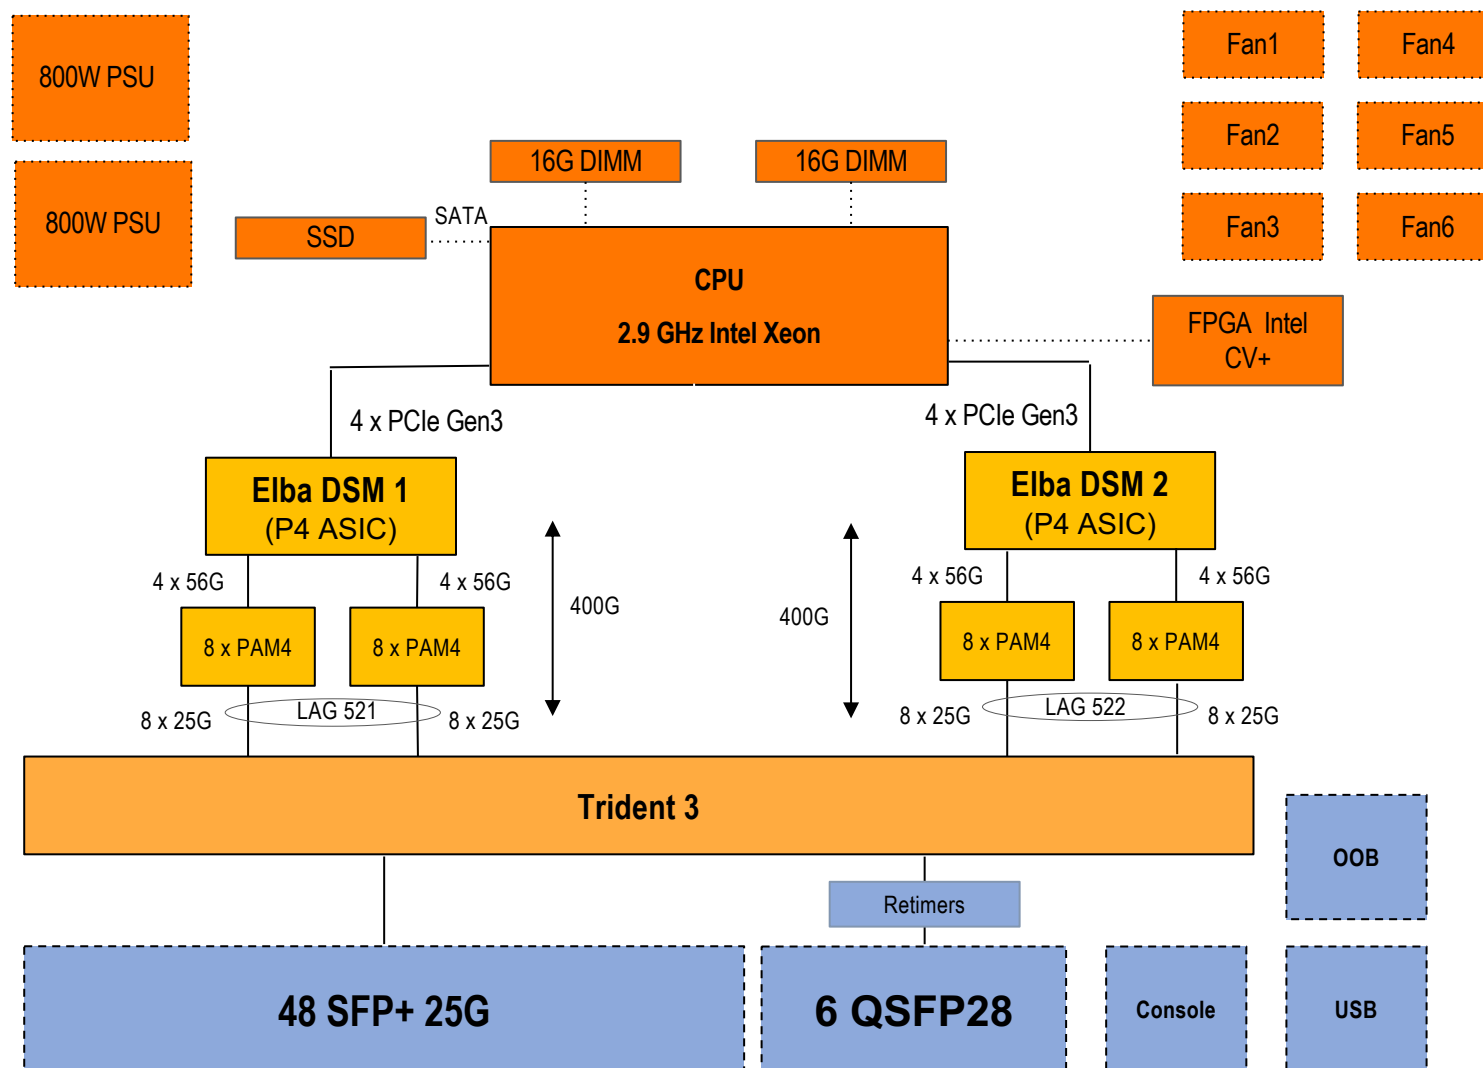 800W PSU
800W PSU
Fan1
Fan4
Fan2
Fan5
Fan3
Fan6
16G DIMM
16G DIMM
SATA
SSD
CPU
2.9 GHz Intel Xeon
FPGA Intel
CV+
4 x PCIe Gen3
4 x PCIe Gen3
Elba DSM 1
(P4 ASIC)
Elba DSM 2
(P4 ASIC)
4 x 56G
4 x 56G
4 x 56G
4 x 56G
400G
400G
8 x PAM4
8 x PAM4
8 x PAM4
8 x PAM4
8 x 25G
LAG 521
8 x 25G
8 x 25G
LAG 522
8 x 25G
Trident 3
OOB
Retimers
48 SFP+ 25G
6 QSFP28
Console
USB